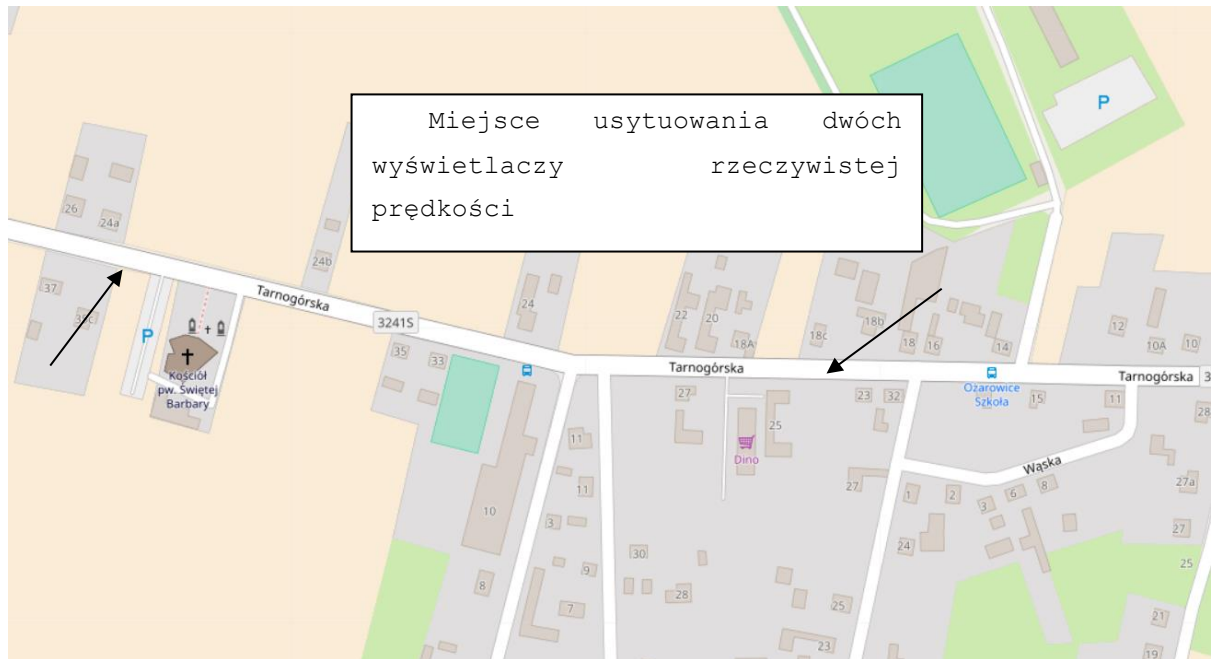 P
Miejsce usytuowania dwóch
wyświetlaczy rzeczywistej
prędkości
26
24a
24b
37
Tarnogórska
3241S
P
Kościół
pw. Świętej
Barbary
35
33
24
22
20
18A
18c
18b
18
16
14
12
10A
10
Tarnogórska
Ożarowice
Szkoła
Tarnogórska
3
27
25
23
32
15
11
28
Dino
11
11
10
27
Wąska
1
2
3
6
8
27a
3
30
24
27
25
9
8
7
28
25
23
21
19